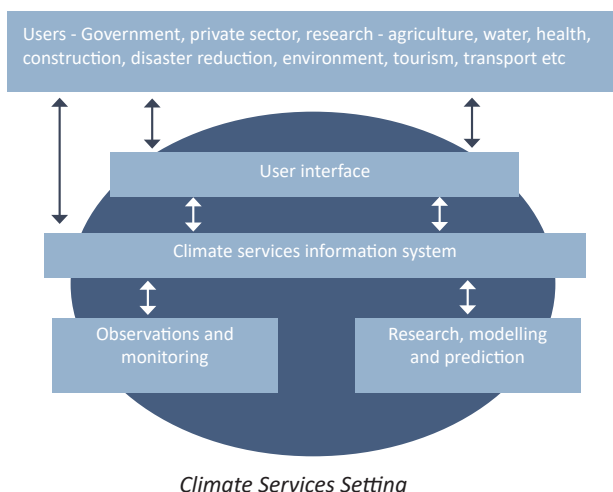 Users - Government, private sector, research - agriculture, water, health,
construction, disaster reduction, environment, tourism, transport etc
User interface
Climate services information system
Observations and
monitoring
Research, modelling
and prediction
Climate Services Setting